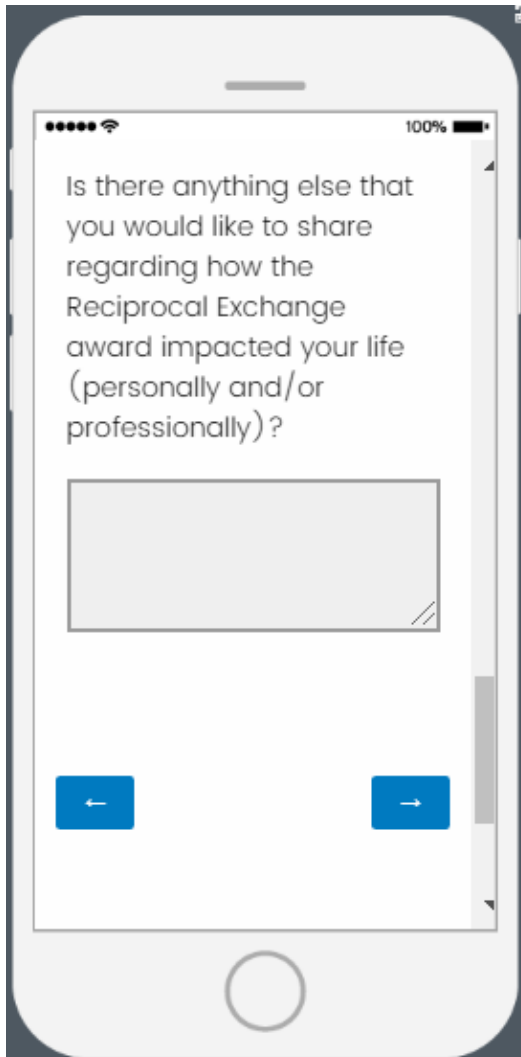 100%
Is there anything else that
you would like to share
regarding how the
Reciprocal Exchange
award impacted your life
(personally and/or
professionally)?
←
→